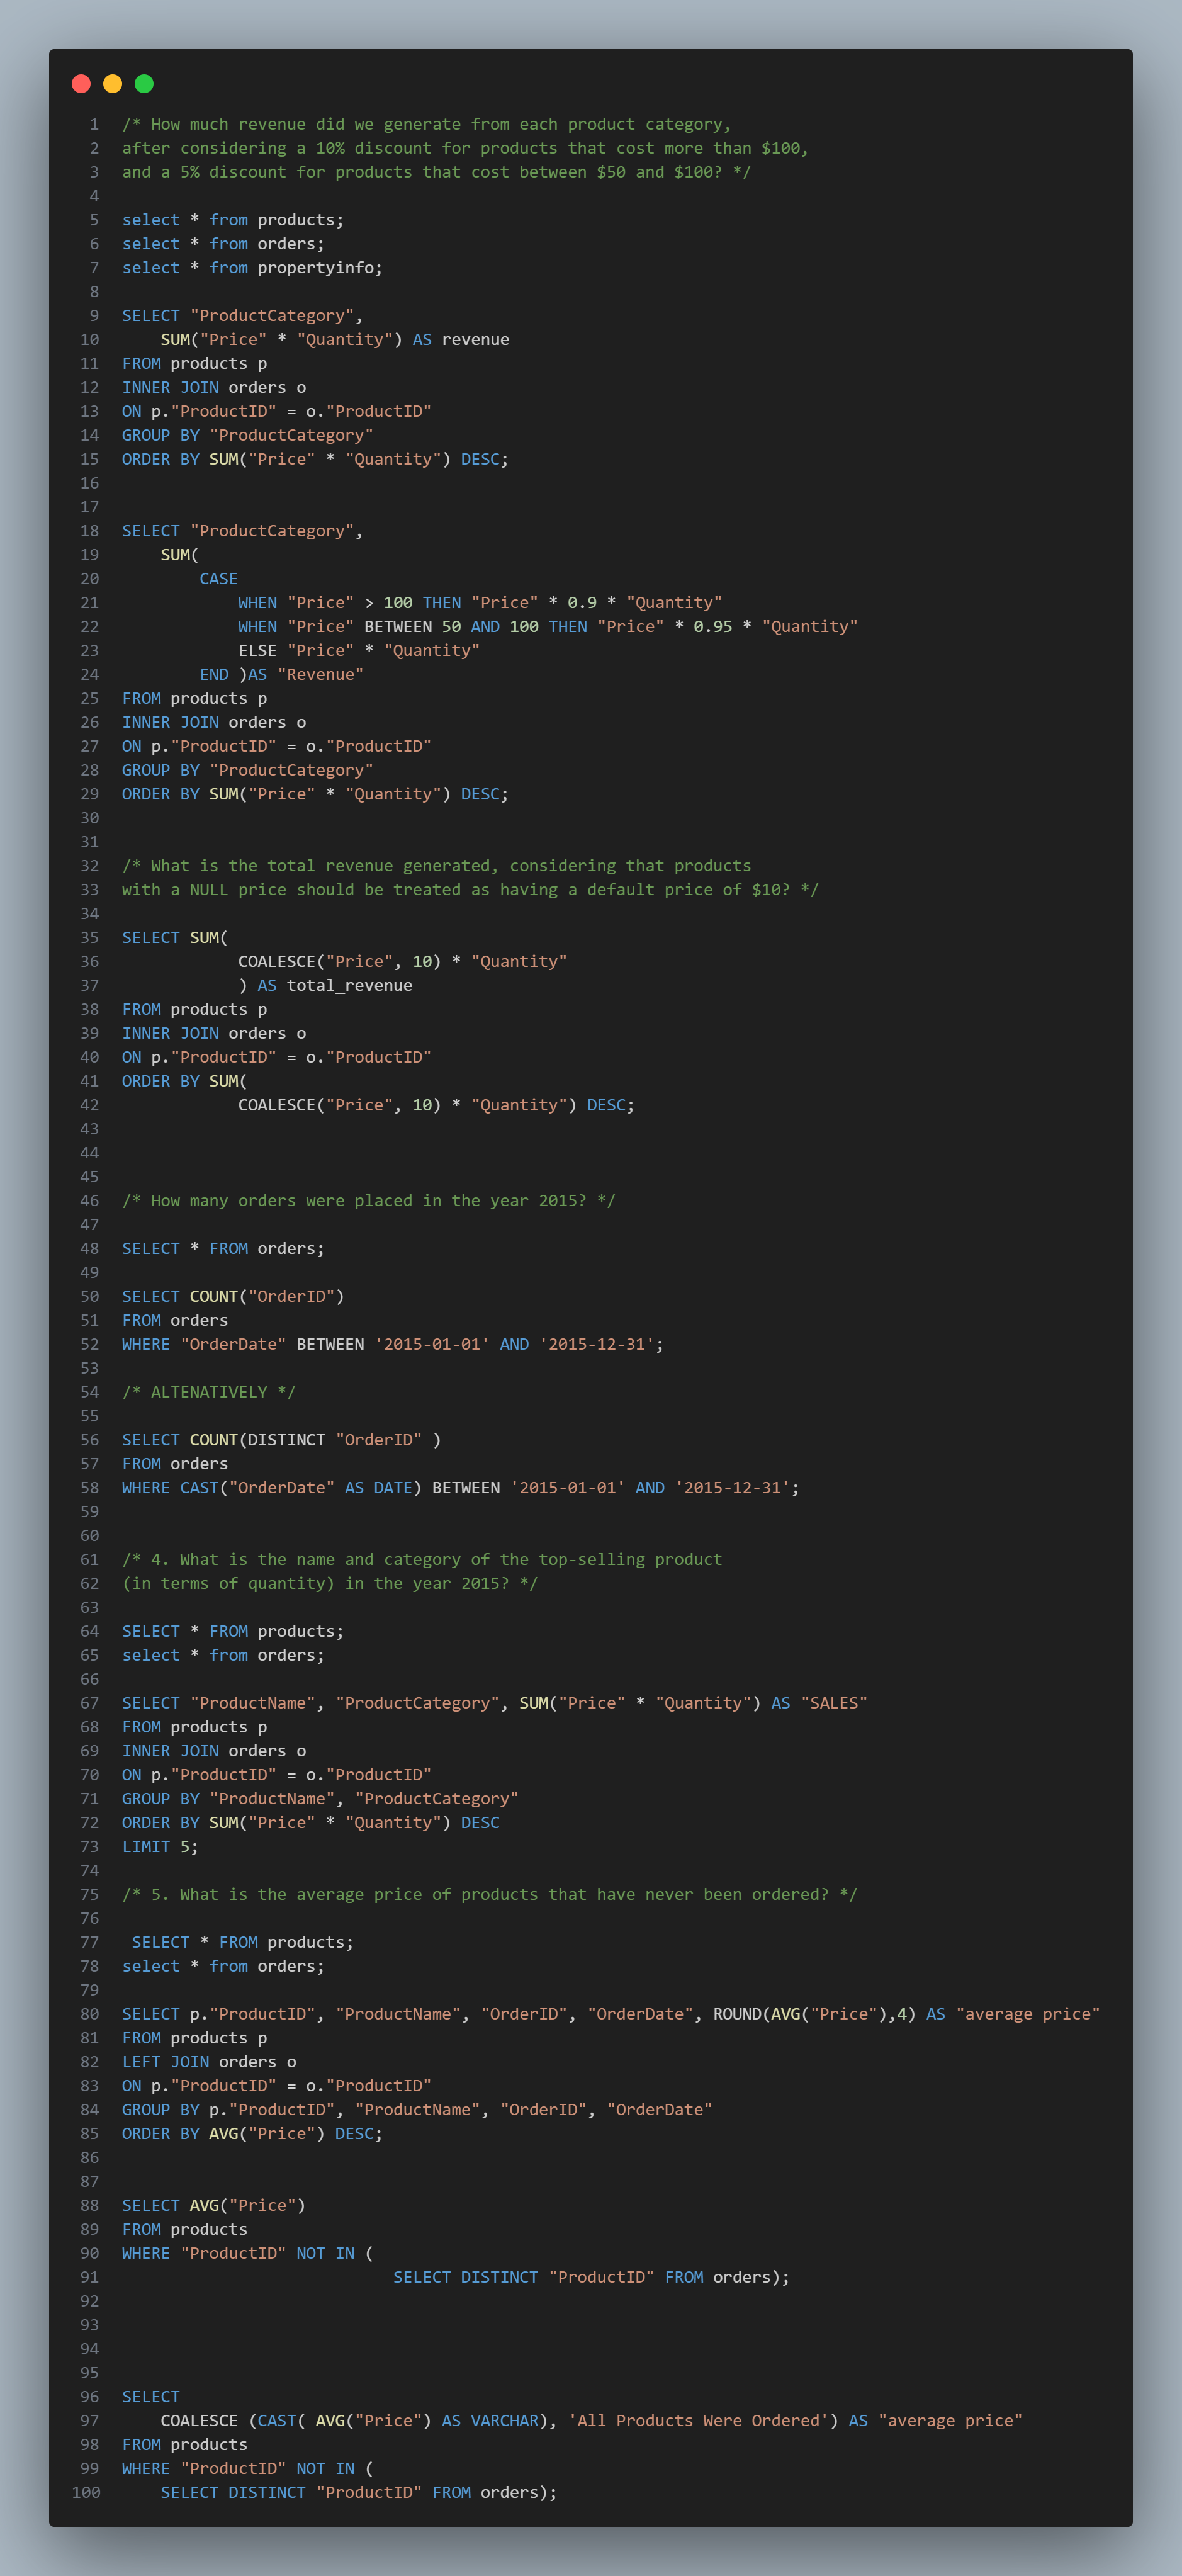 1 /* How much revenue did we generate from each product category,
2 after considering a 10% discount for products that cost more than $100,
3 and a 5% discount for products that cost between $50 and $100? */
4
5 select * from products;
6 select * from orders;
7 select * from propertyinfo;
8
9 SELECT "ProductCategory",
10     SUM("Price" * "Quantity") AS revenue
11 FROM products p
12 INNER JOIN orders o
13 ON p."ProductID" = o."ProductID"
14 GROUP BY "ProductCategory"
15 ORDER BY SUM("Price" * "Quantity") DESC;
16
17
18 SELECT "ProductCategory",
19     SUM(
20         CASE
21             WHEN "Price" > 100 THEN "Price" * 0.9 * "Quantity"
22             WHEN "Price" BETWEEN 50 AND 100 THEN "Price" * 0.95 * "Quantity"
23             ELSE "Price" * "Quantity"
24         END )AS "Revenue"
25 FROM products p
26 INNER JOIN orders o
27 ON p."ProductID" = o."ProductID"
28 GROUP BY "ProductCategory"
29 ORDER BY SUM("Price" * "Quantity") DESC;
30
31
32 /* What is the total revenue generated, considering that products
33 with a NULL price should be treated as having a default price of $10? */
34
35 SELECT SUM(
36             COALESCE("Price", 10) * "Quantity"
37             ) AS total_revenue
38 FROM products p
39 INNER JOIN orders o
40 ON p."ProductID" = o."ProductID"
41 ORDER BY SUM(
42             COALESCE("Price", 10) * "Quantity") DESC;
43
44
45
46 /* How many orders were placed in the year 2015? */
47
48 SELECT * FROM orders;
49
50 SELECT COUNT("OrderID")
51 FROM orders
52 WHERE "OrderDate" BETWEEN '2015-01-01' AND '2015-12-31';
53
54 /* ALTENATIVELY */
55
56 SELECT COUNT(DISTINCT "OrderID" )
57 FROM orders
58 WHERE CAST("OrderDate" AS DATE) BETWEEN '2015-01-01' AND '2015-12-31';
59
60
61 /* 4. What is the name and category of the top-selling product
62 (in terms of quantity) in the year 2015? */
63
64 SELECT * FROM products;
65 select * from orders;
66
67 SELECT "ProductName", "ProductCategory", SUM("Price" * "Quantity") AS "SALES"
68 FROM products p
69 INNER JOIN orders o
70 ON p."ProductID" = o."ProductID"
71 GROUP BY "ProductName", "ProductCategory"
72 ORDER BY SUM("Price" * "Quantity") DESC
73 LIMIT 5;
74
75 /* 5. What is the average price of products that have never been ordered? */
76
77  SELECT * FROM products;
78 select * from orders;
79
80 SELECT p."ProductID", "ProductName", "OrderID", "OrderDate", ROUND(AVG("Price"),4) AS "average price"
81 FROM products p
82 LEFT JOIN orders o
83 ON p."ProductID" = o."ProductID"
84 GROUP BY p."ProductID", "ProductName", "OrderID", "OrderDate"
85 ORDER BY AVG("Price") DESC;
86
87
88 SELECT AVG("Price")
89 FROM products
90 WHERE "ProductID" NOT IN (
91                             SELECT DISTINCT "ProductID" FROM orders);
92
93
94
95
96 SELECT
97     COALESCE (CAST( AVG("Price") AS VARCHAR), 'All Products Were Ordered') AS "average price"
98 FROM products
99 WHERE "ProductID" NOT IN (
100     SELECT DISTINCT "ProductID" FROM orders);